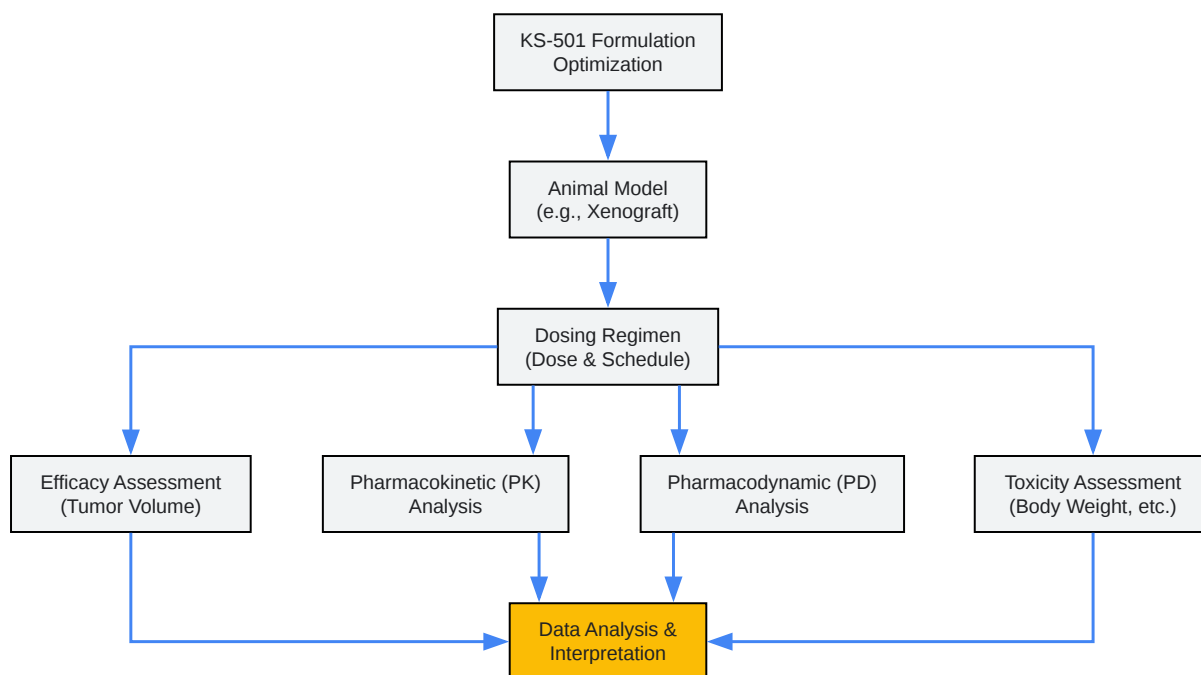 KS-501 Formulation
Optimization
Animal Model
(e.g., Xenograft)
Dosing Regimen
(Dose & Schedule)
Efficacy Assessment
(Tumor Volume)
Pharmacokinetic (PK)
Analysis
Pharmacodynamic (PD)
Analysis
Toxicity Assessment
(Body Weight, etc.)
Data Analysis &
Interpretation